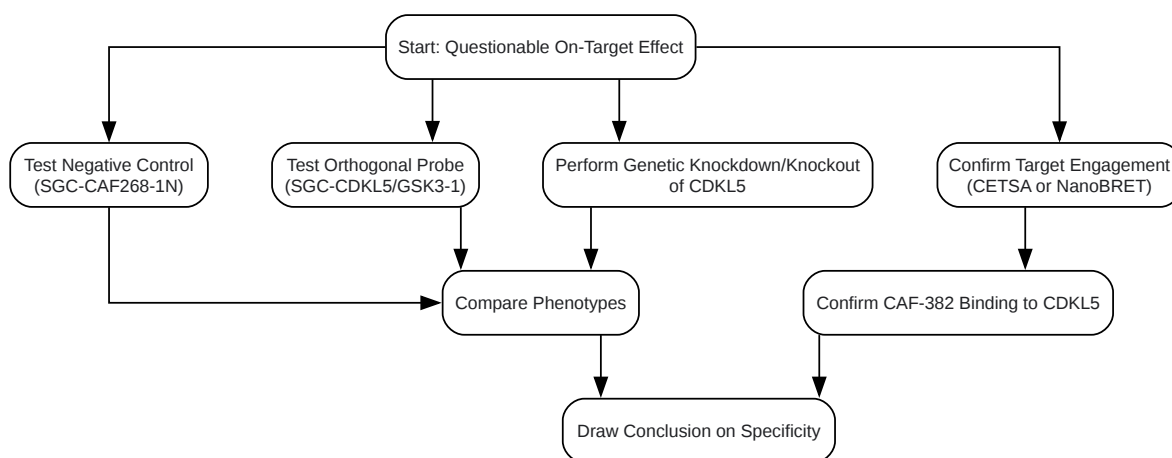 Start: Questionable On-Target Effect
Test Negative Control
(SGC-CAF268-1N)
Test Orthogonal Probe
(SGC-CDKL5/GSK3-1)
Perform Genetic Knockdown/Knockout
of CDKL5
Confirm Target Engagement
(CETSA or NanoBRET)
Compare Phenotypes
Confirm CAF-382 Binding to CDKL5
Draw Conclusion on Specificity